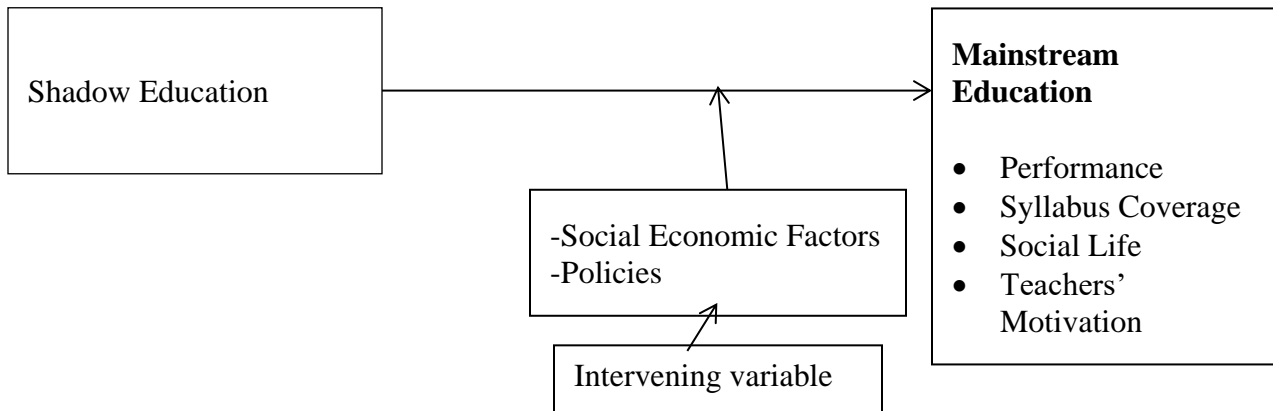 Shadow Education
Mainstream
Education
• Performance
• Syllabus Coverage
• Social Life
• Teachers’
Motivation
-Social Economic Factors
-Policies
Intervening variable